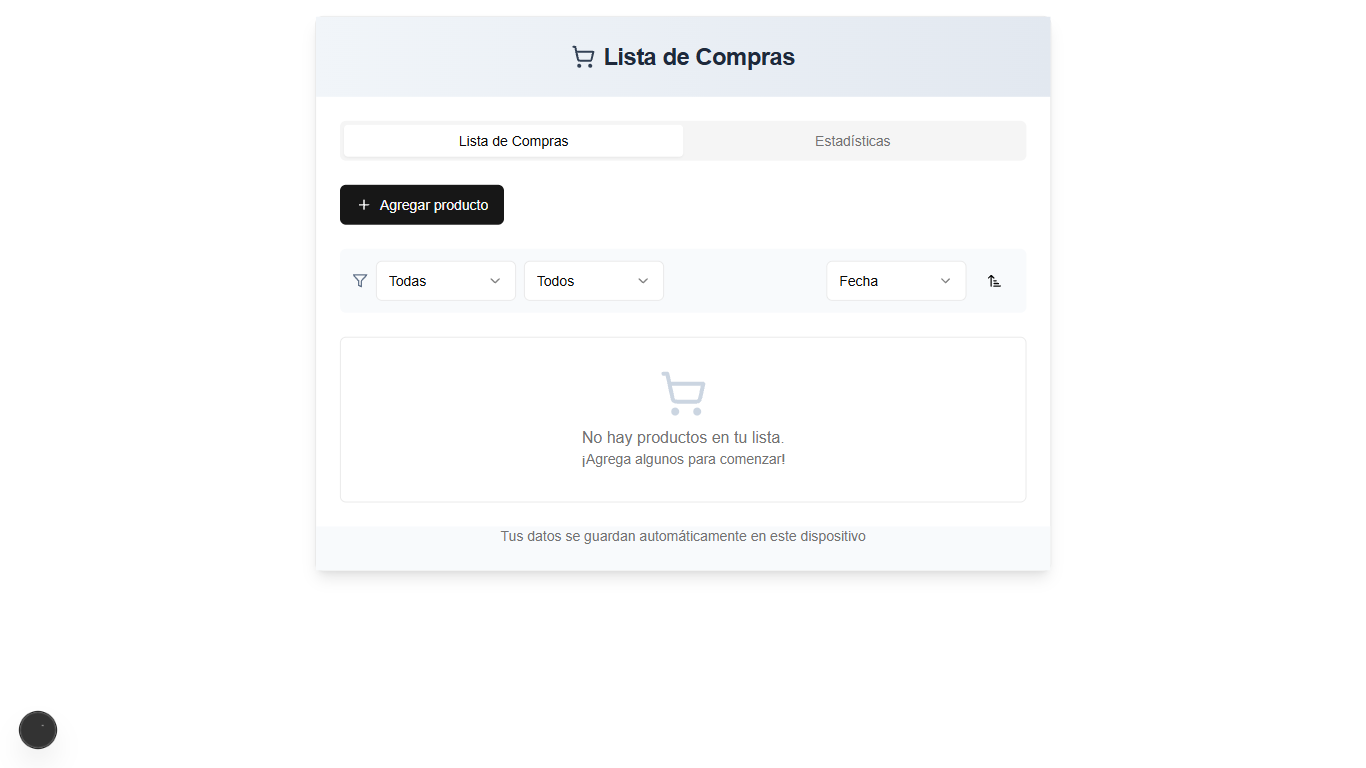 Lista de Compras
Lista de Compras
Estadísticas
Agregar producto
Todas
Todos
Fecha
No hay productos en tu lista.
¡Agrega algunos para comenzar!
Tus datos se guardan automáticamente en este dispositivo